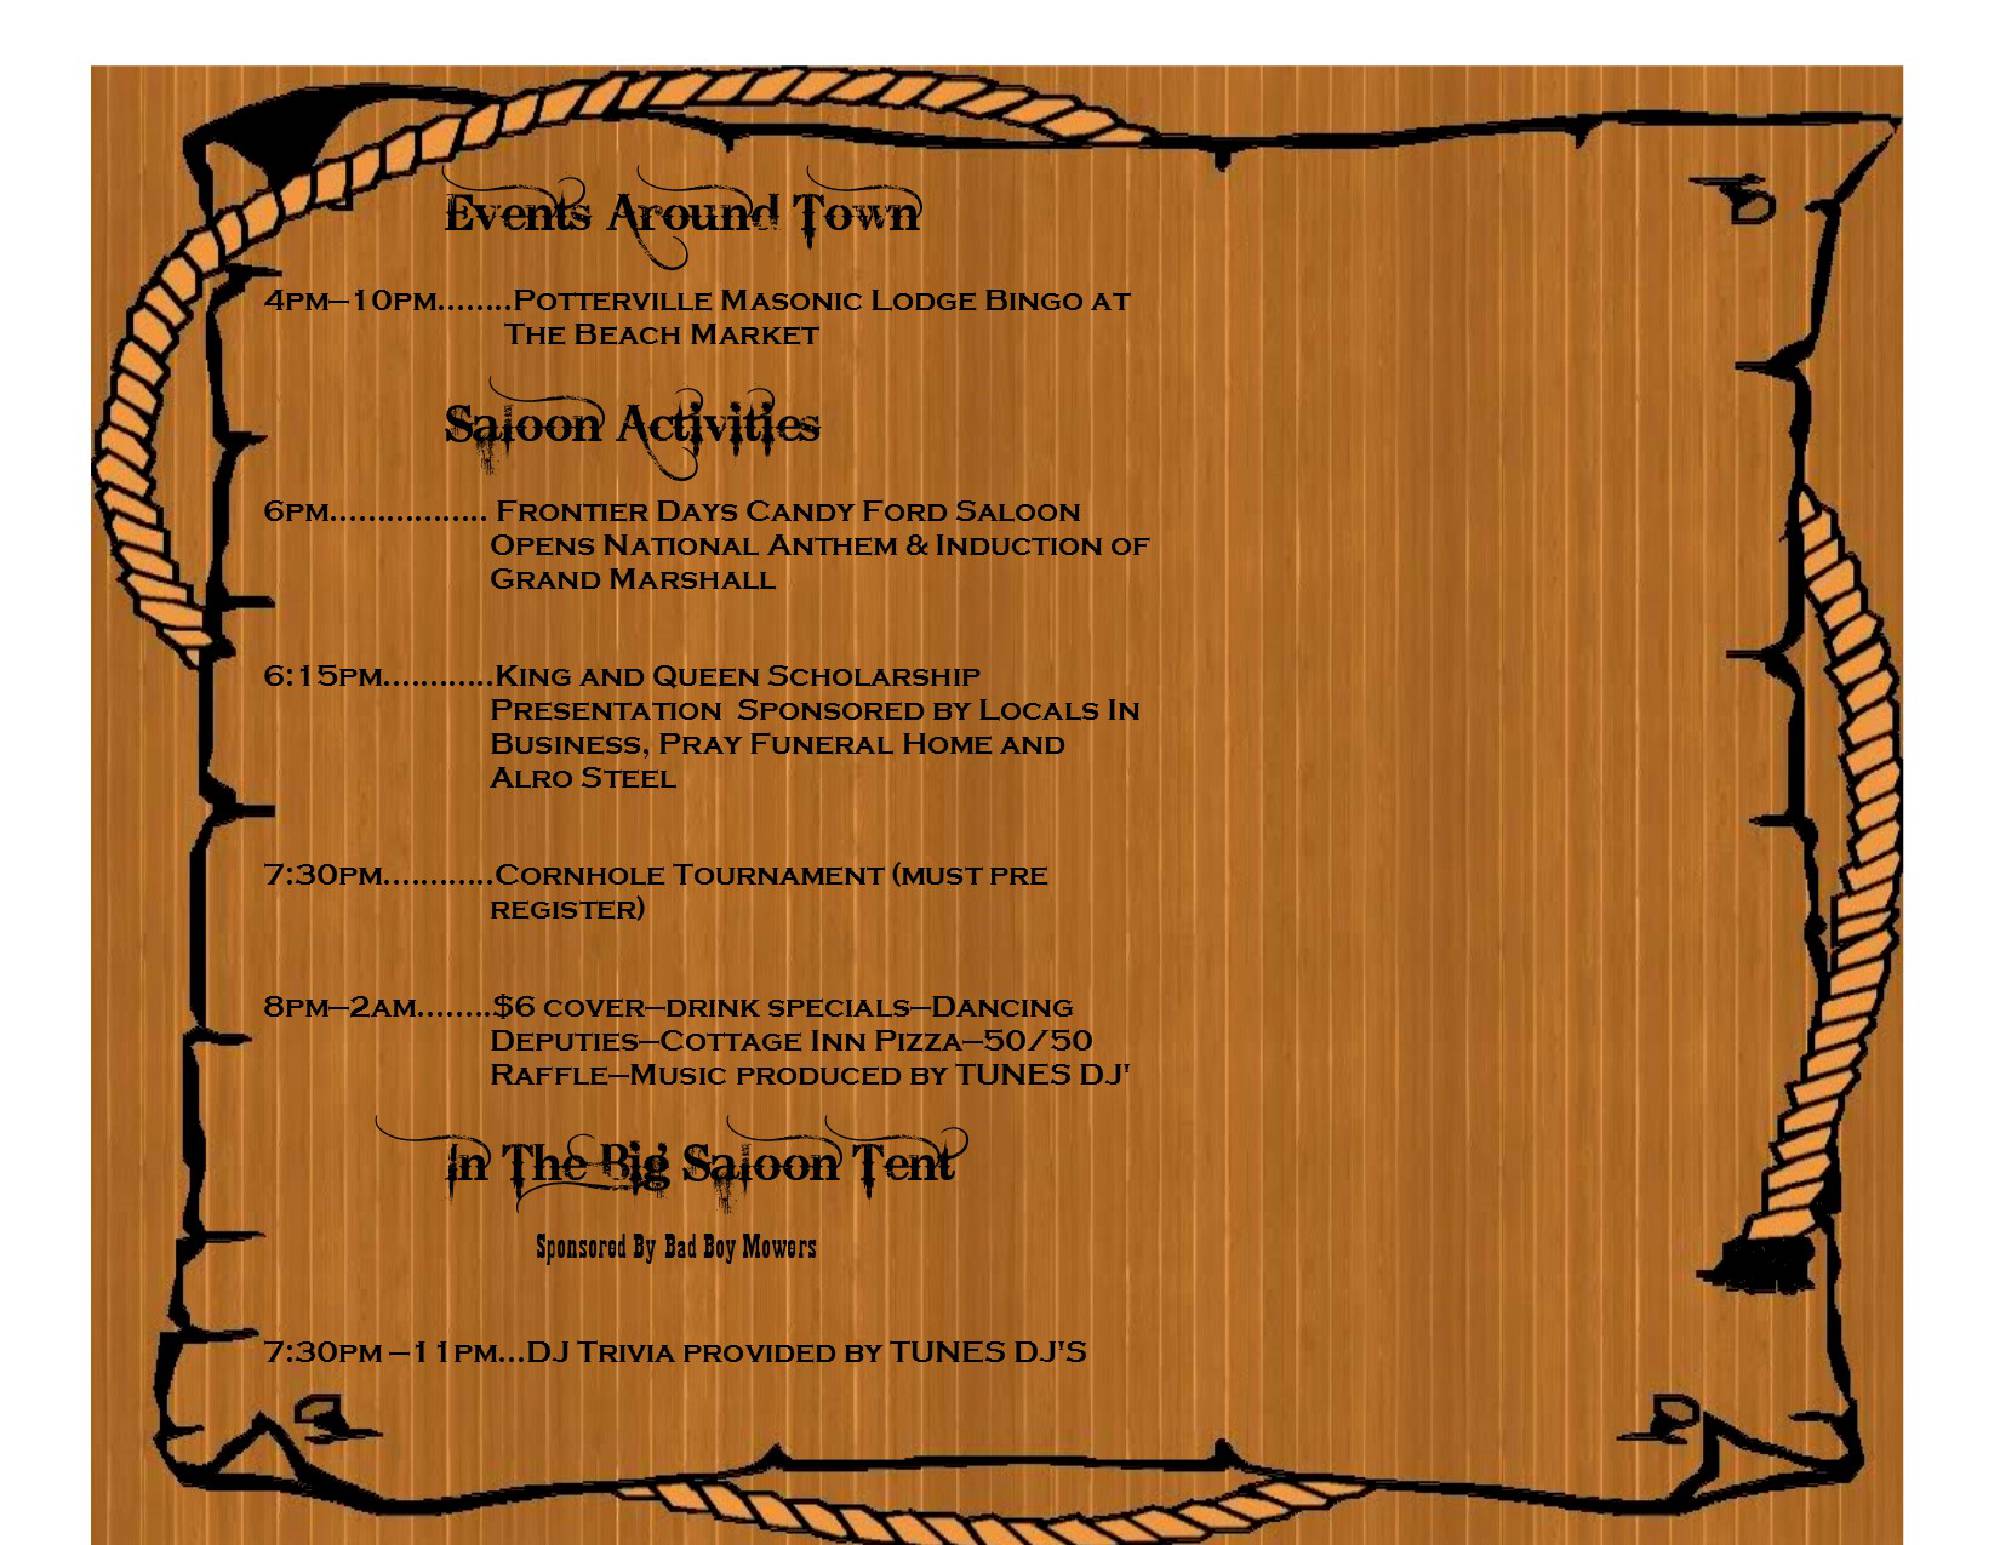 Events Around Town
4pm–10pm........Potterville Masonic Lodge Bingo at
The Beach Market
Saloon Activities
6pm................. Frontier Days Candy Ford Saloon
Opens National Anthem & Induction of
Grand Marshall
6:15pm............King and Queen Scholarship
Presentation  Sponsored by Locals In
Business, Pray Funeral Home and
Alro Steel
7:30pm............Cornhole Tournament (must pre
register)
8pm–2am.........$6 cover–drink specials–Dancing
Deputies–Cottage Inn Pizza–50/50
Raffle–Music produced by TUNES DJ'
In The Big Saloon Tent
Sponsored By Bad Boy Mowers
7:30pm –11pm...DJ Trivia provided by TUNES DJ'S